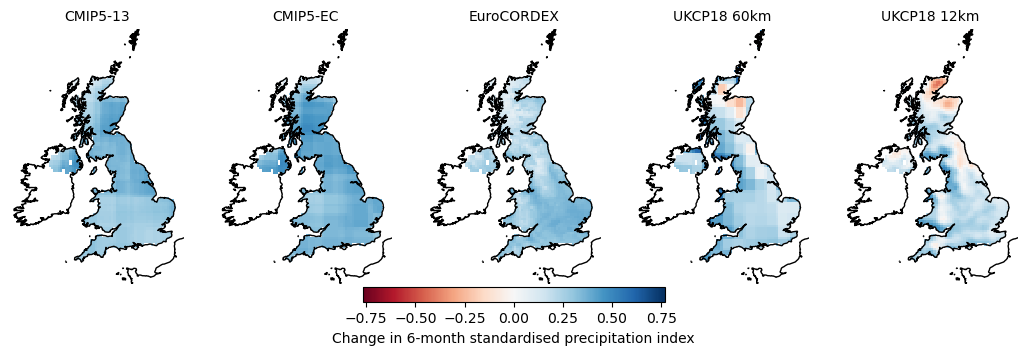 CMIP5-13 CMIP5-EC EuroCORDEX UKCP18 60km UKCP18 12km
−0.75 −0.50 −0.25 0.00 0.25 0.50 0.75
Change in 6-month standardised precipitation index